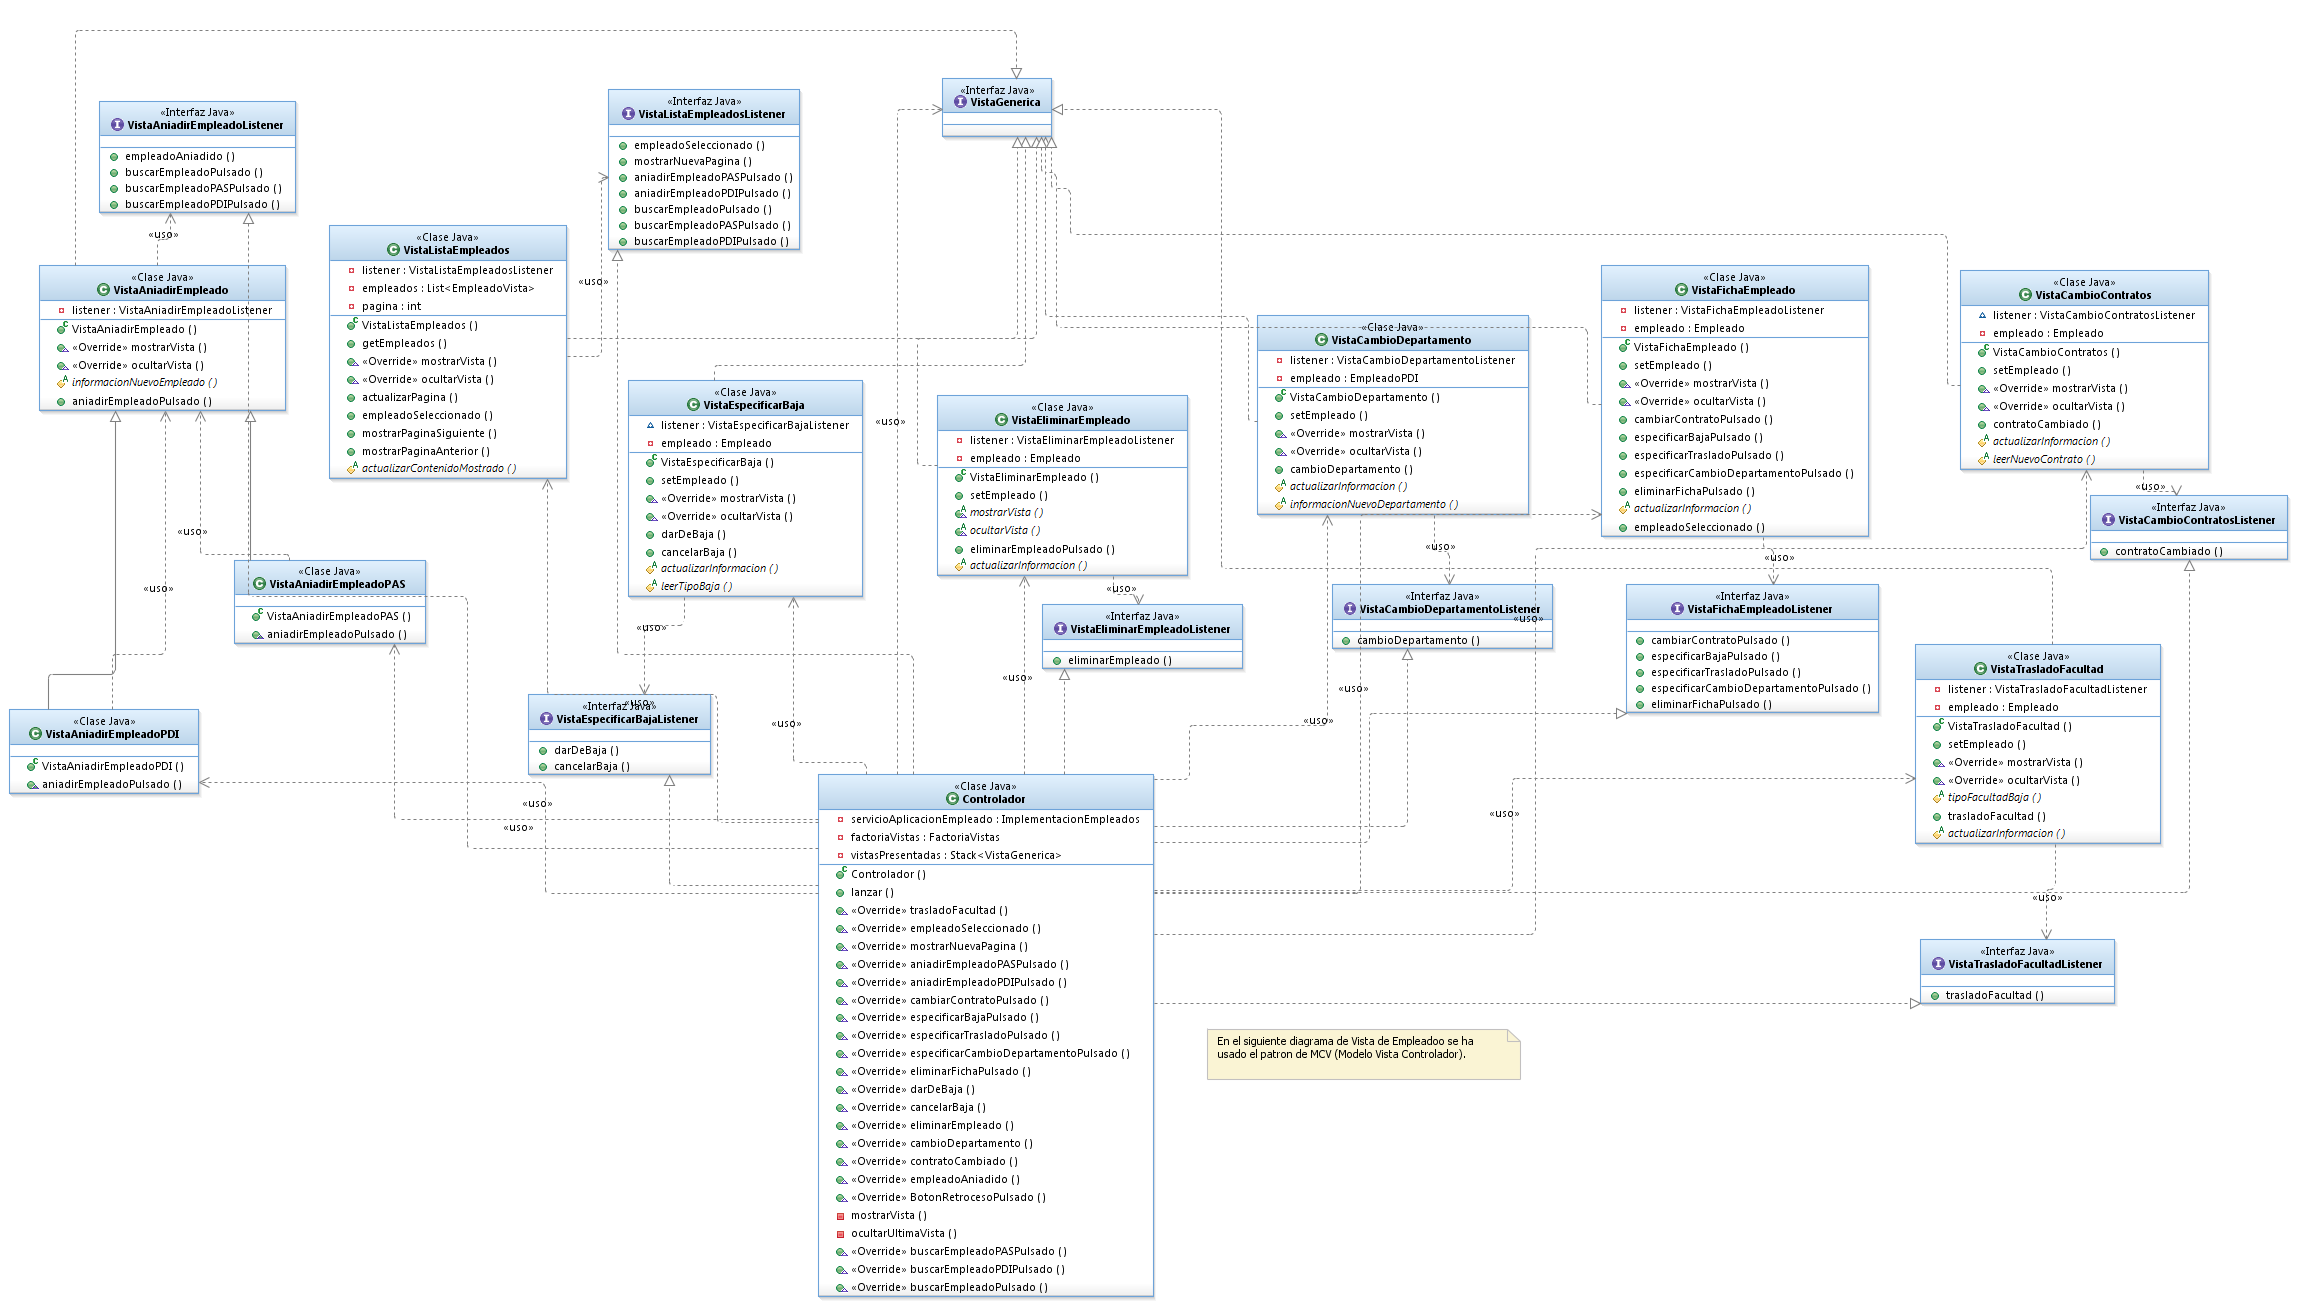 «Interfaz Java»
VistaGenerica
«Interfaz Java»
VistaAniadirEmpleadoListener
empleadoAniadido ( )
buscarEmpleadoPulsado ( )
buscarEmpleadoPASPulsado ( )
buscarEmpleadoPDIPulsado ( )
«uso»
«Interfaz Java»
VistaListaEmpleadosListener
empleadoSeleccionado ( )
mostrarNuevaPagina ( )
aniadirEmpleadoPASPulsado ( )
aniadirEmpleadoPDIPulsado ( )
buscarEmpleadoPulsado ( )
buscarEmpleadoPASPulsado ( )
buscarEmpleadoPDIPulsado ( )
«uso»
«Clase Java»
VistaAniadirEmpleado
listener : VistaAniadirEmpleadoListener
VistaAniadirEmpleado ( )
«Override» mostrarVista ( )
«Override» ocultarVista ( )
informacionNuevoEmpleado ( )
aniadirEmpleadoPulsado ( )
«Clase Java»
VistaListaEmpleados
listener : VistaListaEmpleadosListener
empleados : List<EmpleadoVista>
pagina : int
VistaListaEmpleados ( )
getEmpleados ( )
«Override» mostrarVista ( )
«Override» ocultarVista ( )
actualizarPagina ( )
empleadoSeleccionado ( )
mostrarPaginaSiguiente ( )
mostrarPaginaAnterior ( )
actualizarContenidoMostrado ( )
«Clase Java»
VistaEspecificarBaja
listener : VistaEspecificarBajaListener
empleado : Empleado
VistaEspecificarBaja ( )
setEmpleado ( )
«Override» mostrarVista ( )
«Override» ocultarVista ( )
darDeBaja ( )
cancelarBaja ( )
actualizarInformacion ( )
leerTipoBaja ( )
«uso»
«Clase Java»
VistaEliminarEmpleado
listener : VistaEliminarEmpleadoListener
empleado : Empleado
VistaEliminarEmpleado ( )
setEmpleado ( )
mostrarVista ( )
ocultarVista ( )
eliminarEmpleadoPulsado ( )
actualizarInformacion ( )
«uso»
«Clase Java»
VistaCambioDepartamento
listener : VistaCambioDepartamentoListener
empleado : EmpleadoPDI
VistaCambioDepartamento ( )
setEmpleado ( )
«Override» mostrarVista ( )
«Override» ocultarVista ( )
cambioDepartamento ( )
actualizarInformacion ( )
informacionNuevoDepartamento ( )
«uso»
«Clase Java»
VistaFichaEmpleado
listener : VistaFichaEmpleadoListener
empleado : Empleado
VistaFichaEmpleado ( )
setEmpleado ( )
«Override» mostrarVista ( )
«Override» ocultarVista ( )
cambiarContratoPulsado ( )
especificarBajaPulsado ( )
especificarTrasladoPulsado ( )
especificarCambioDepartamentoPulsado ( )
eliminarFichaPulsado ( )
actualizarInformacion ( )
empleadoSeleccionado ( )
«uso»
«Clase Java»
VistaCambioContratos
listener : VistaCambioContratosListener
empleado : Empleado
VistaCambioContratos ( )
setEmpleado ( )
«Override» mostrarVista ( )
«Override» ocultarVista ( )
contratoCambiado ( )
actualizarInformacion ( )
leerNuevoContrato ( )
«uso»
«Interfaz Java»
VistaCambioContratosListener
contratoCambiado ( )
«uso»
«uso»
«Clase Java»
VistaAniadirEmpleadoPAS
VistaAniadirEmpleadoPAS ( )
aniadirEmpleadoPulsado ( )
«Interfaz Java»
VistaEliminarEmpleadoListener
eliminarEmpleado ( )
«Interfaz Java»
VistaCambioDepartamentoListener
«uso»
cambioDepartamento ( )
«Interfaz Java»
VistaFichaEmpleadoListener
cambiarContratoPulsado ( )
especificarBajaPulsado ( )
especificarTrasladoPulsado ( )
especificarCambioDepartamentoPulsado ( )
eliminarFichaPulsado ( )
«Clase Java»
VistaTrasladoFacultad
listener : VistaTrasladoFacultadListener
empleado : Empleado
VistaTrasladoFacultad ( )
setEmpleado ( )
«Override» mostrarVista ( )
«Override» ocultarVista ( )
tipoFacultadBaja ( )
trasladoFacultad ( )
actualizarInformacion ( )
«uso»
«Clase Java»
VistaAniadirEmpleadoPDI
VistaAniadirEmpleadoPDI ( )
aniadirEmpleadoPulsado ( )
«Interfaz Java»
«uso»
VistaEspecificarBajaListener
darDeBaja ( )
cancelarBaja ( )
«uso»
«uso»
«uso»
«uso»
«uso»
«uso»
«uso»
«uso»
«Clase Java»
Controlador
servicioAplicacionEmpleado : ImplementacionEmpleados
factoriaVistas : FactoriaVistas
vistasPresentadas : Stack<VistaGenerica>
Controlador ( )
lanzar ( )
«Override» trasladoFacultad ( )
«Override» empleadoSeleccionado ( )
«Override» mostrarNuevaPagina ( )
«Override» aniadirEmpleadoPASPulsado ( )
«Override» aniadirEmpleadoPDIPulsado ( )
«Override» cambiarContratoPulsado ( )
«Override» especificarBajaPulsado ( )
«Override» especificarTrasladoPulsado ( )
«Override» especificarCambioDepartamentoPulsado ( )
«Override» eliminarFichaPulsado ( )
«Override» darDeBaja ( )
«Override» cancelarBaja ( )
«Override» eliminarEmpleado ( )
«Override» cambioDepartamento ( )
«Override» contratoCambiado ( )
«Override» empleadoAniadido ( )
«Override» BotonRetrocesoPulsado ( )
mostrarVista ( )
ocultarUltimaVista ( )
«Override» buscarEmpleadoPASPulsado ( )
«Override» buscarEmpleadoPDIPulsado ( )
«Override» buscarEmpleadoPulsado ( )
«Interfaz Java»
VistaTrasladoFacultadListener
trasladoFacultad ( )
En el siguiente diagrama de Vista de Empleadoo se ha
usado el patron de MCV (Modelo Vista Controlador).